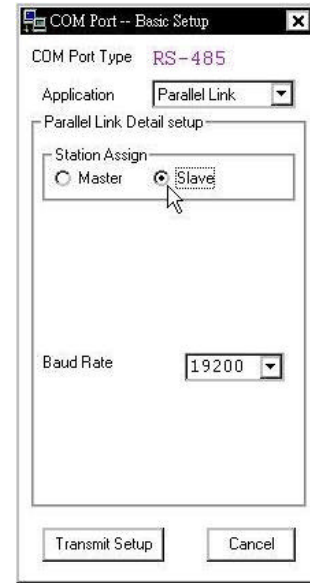 COM Port -- Basic Setup
COM Port Type RS-485
Application Parallel Link
Parallel Link Detail setup
Station Assign
Master Slave
Baud Rate 19200
Transmit Setup Cancel